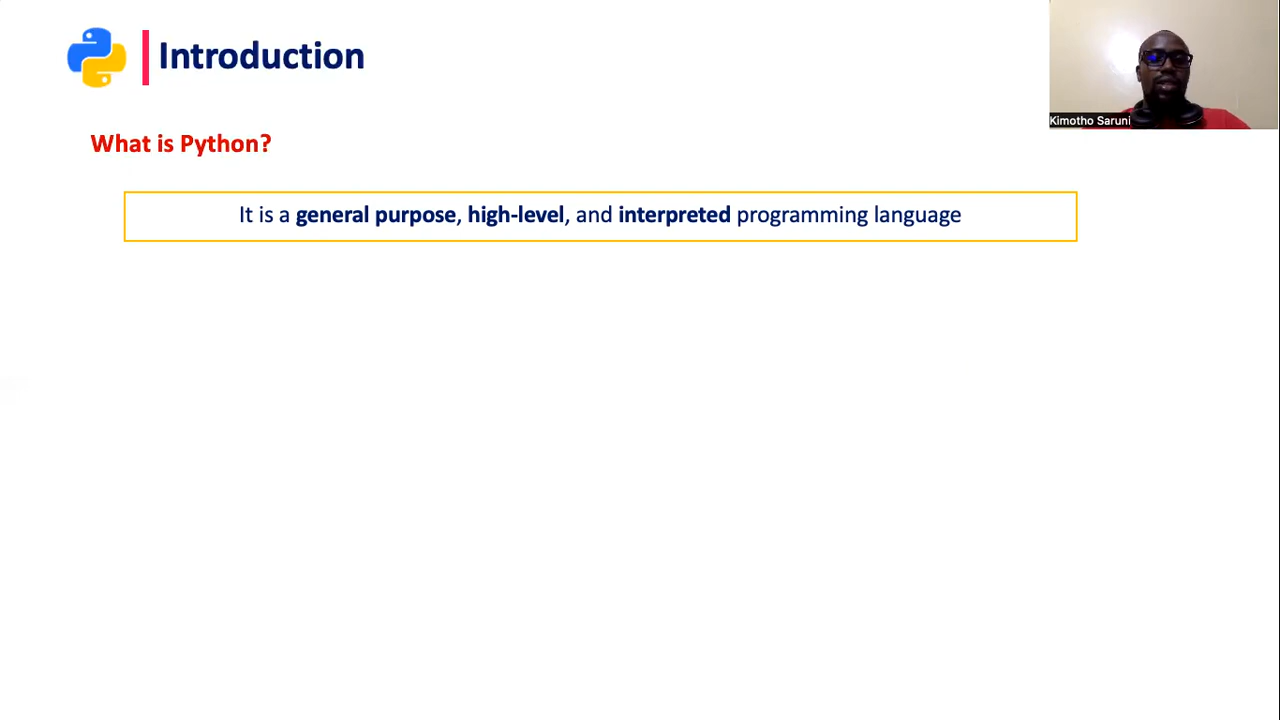 Introduction
Kimotho Saruni
What is Python?
It is a general purpose, high-level, and interpreted programming language